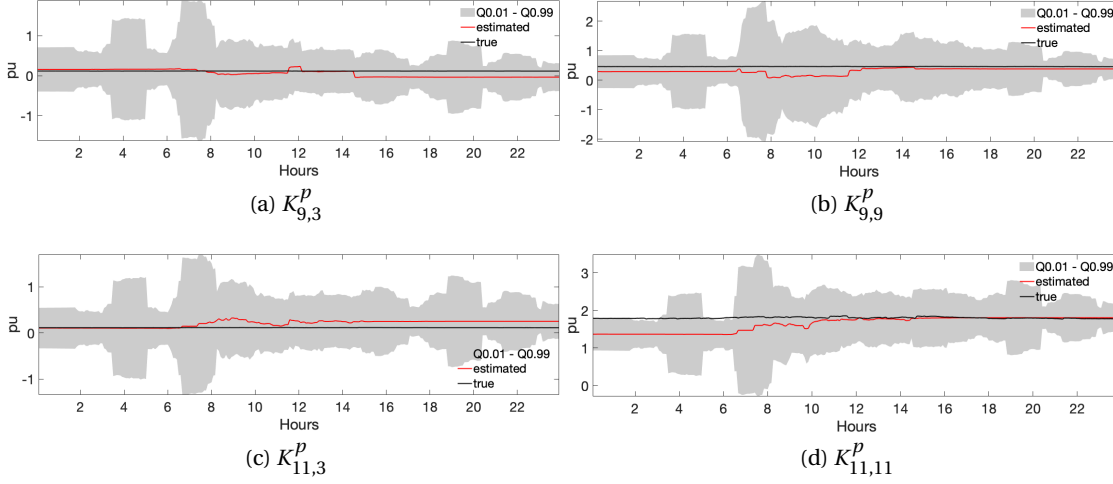 Q0.01 - Q0.99
estimated
true
1
0
-1
pu
2 4 6 8 10 12 14 16 18 20 22
Hours
(a) K^p_{9,3}
Q0.01 - Q0.99
estimated
true
2
1
0
-1
-2
pu
2 4 6 8 10 12 14 16 18 20 22
Hours
(b) K^p_{9,9}
1
0
-1
pu
Q0.01 - Q0.99
estimated
true
2 4 6 8 10 12 14 16 18 20 22
Hours
(c) K^p_{11,3}
Q0.01 - Q0.99
estimated
true
3
2
1
0
pu
2 4 6 8 10 12 14 16 18 20 22
Hours
(d) K^p_{11,11}